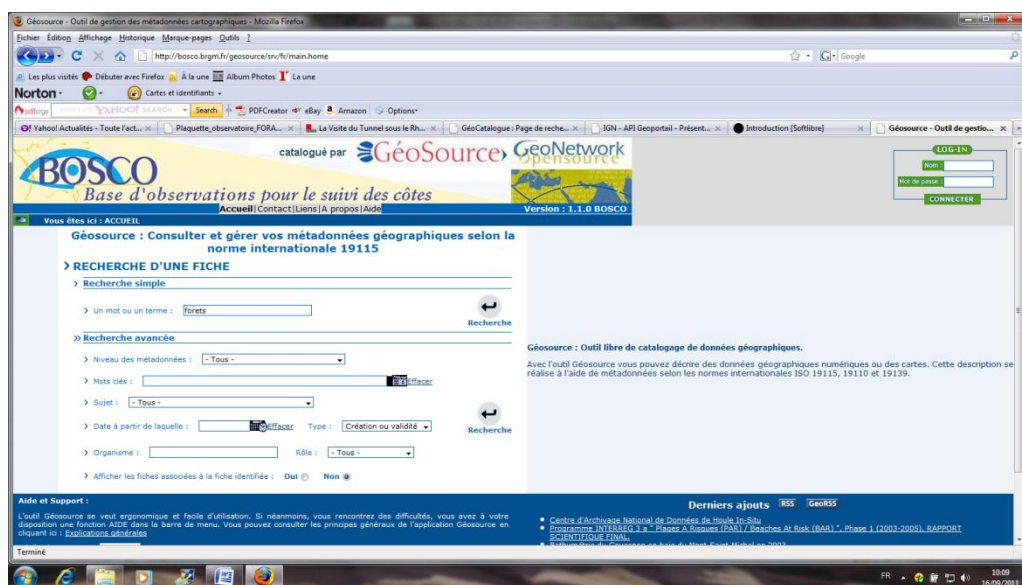 Géosource - Outil de gestion des métadonnées cartographiques - Mozilla Firefox
Fichier Édition Affichage Historique Marque-pages Outils ?
http://bosco.brgm.fr/geosource/srv/fr/main.home
Google
Les plus visités Débuter avec Firefox À la une Album Photos La une
Norton Cartes et identifiants
pdfforge YAHOO! SEARCH Search PDFCreator eBay Amazon Options
Yahoo! Actualités - Toute l'act... Plaquette_observatoire_FORA... La Visite du Tunnel sous le Rh... GéoCatalogue : Page de reche... IGN - API Geoportail - Présent... Introduction [Softlibre] Géosource - Outil de gestio...
catalogué par GéoSource GeoNetwork opensource
BOSCO
Base d'observations pour le suivi des côtes
Accueil|Contact|Liens|A propos|Aide Version : 1.1.0 BOSCO
LOG-IN
Nom :
Mot de passe :
CONNECTER
Vous êtes ici : ACCUEIL
Géosource : Consulter et gérer vos métadonnées géographiques selon la
norme internationale 19115
RECHERCHE D'UNE FICHE
Recherche simple
Un mot ou un terme : forets
Recherche
Recherche avancée
Niveau des métadonnées : - Tous -
Mots clés : Effacer
Sujet : - Tous -
Date à partir de laquelle : Effacer Type : Création ou validité
Recherche
Organisme : Rôle : - Tous -
Afficher les fiches associées à la fiche identifiée : Oui Non
Géosource : Outil libre de catalogage de données géographiques.
Avec l'outil Géosource vous pouvez décrire des données géographiques numériques ou des cartes. Cette description se
réalise à l'aide de métadonnées selon les normes internationales ISO 19115, 19110 et 19139.
Aide et Support :
L'outil Géosource se veut ergonomique et facile d'utilisation. Si néanmoins, vous rencontrez des difficultés, vous avez à votre
disposition une fonction AIDE dans la barre de menu. Vous pouvez consulter les principes généraux de l'application Géosource en
cliquant ici : Explications générales
Derniers ajouts RSS GeoRSS
Centre d'Archivage National de Données de Houle In-Situ
Programme INTERREG 3 a " Plages A Risques (PAR) / Beaches At Risk (BAR) ", Phase 1 (2003-2005). RAPPORT
SCIENTIFIQUE FINAL.
Terminé
FR
10:09
16/09/2011